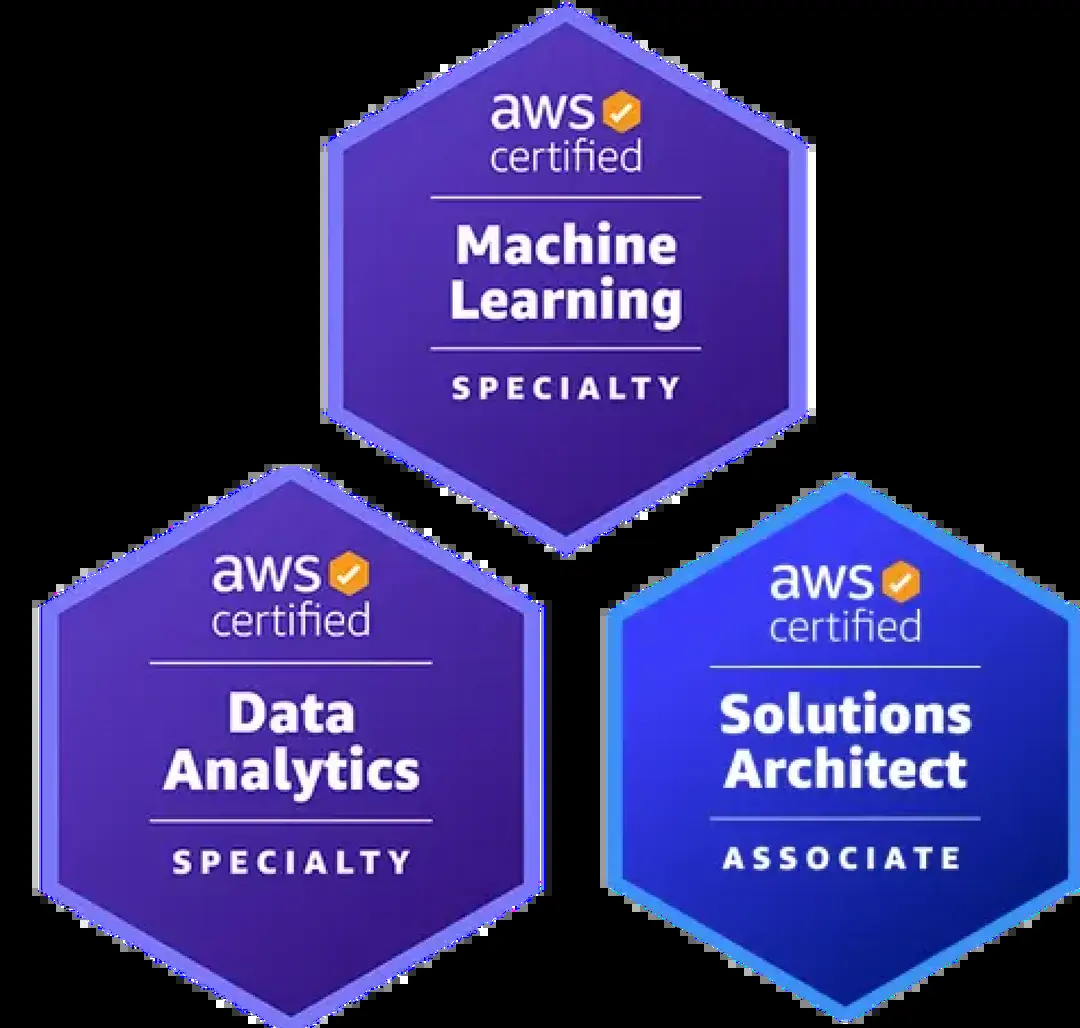 aws
certified
Machine
Learning
SPECIALTY
aws
certified
Data
Analytics
SPECIALTY
aws
certified
Solutions
Architect
ASSOCIATE